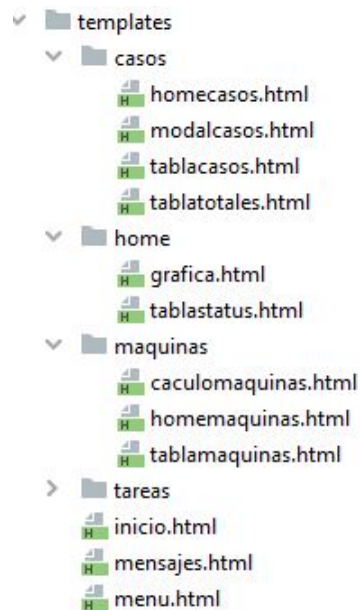 templates
casos
homecasos.html
modalcasos.html
tablacasos.html
tablatotales.html
home
grafica.html
tablastatus.html
maquinas
caculomaquinas.html
homemaquinas.html
tablamaquinas.html
tareas
inicio.html
mensajes.html
menu.html